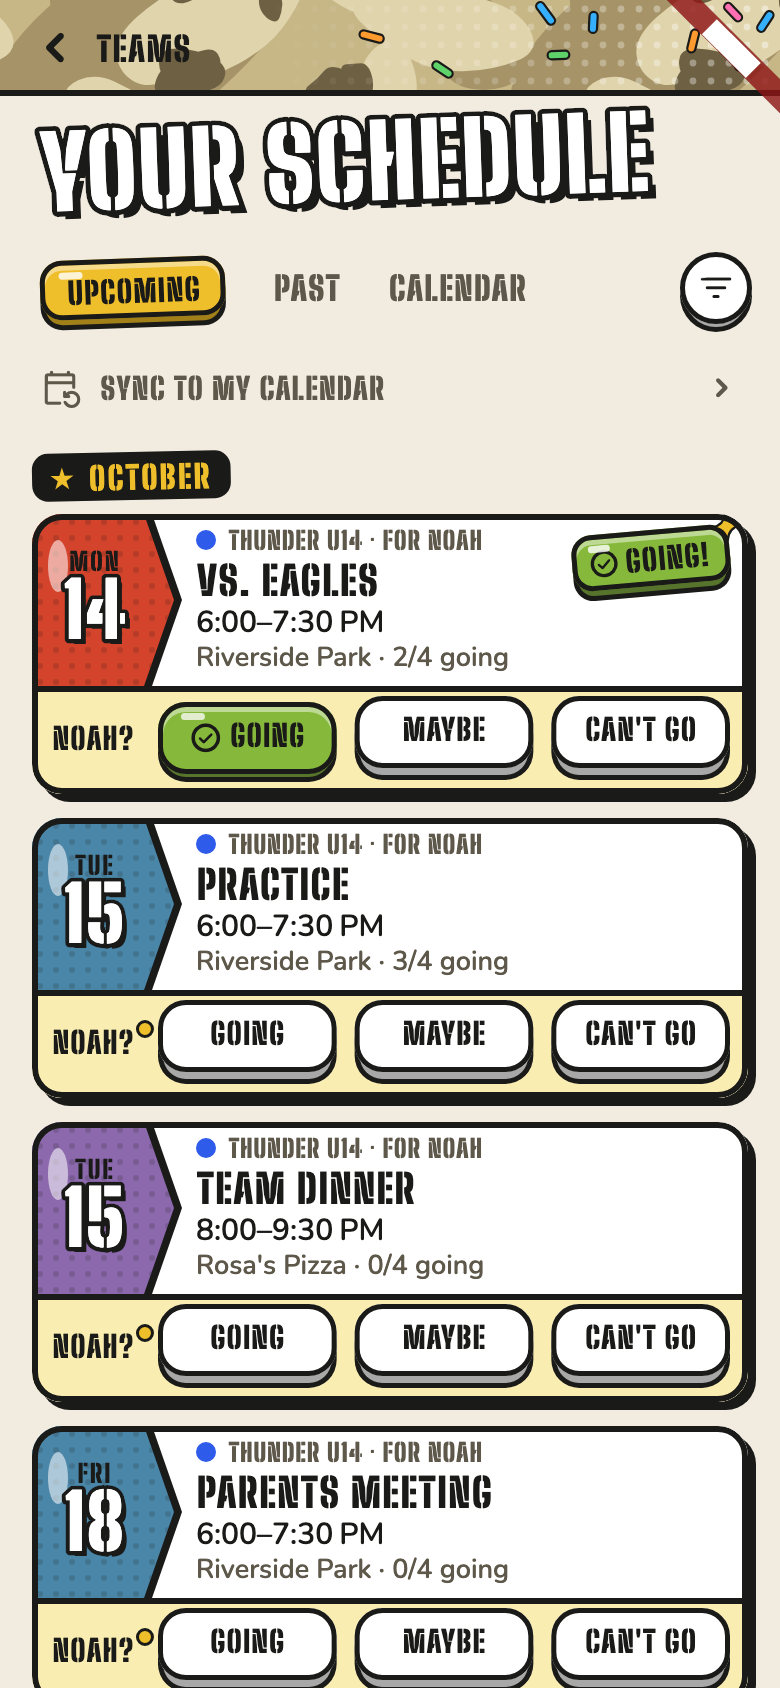 TEAMS
YOUR SCHEDULE
UPCOMING PAST CALENDAR
SYNC TO MY CALENDAR
★ OCTOBER
THUNDER U14 · FOR NOAH
MON
14
GOING!
VS. EAGLES
6:00–7:30 PM
Riverside Park · 2/4 going
NOAH? GOING MAYBE CAN'T GO
THUNDER U14 · FOR NOAH
TUE
15
PRACTICE
6:00–7:30 PM
Riverside Park · 3/4 going
NOAH? GOING MAYBE CAN'T GO
THUNDER U14 · FOR NOAH
TUE
15
TEAM DINNER
8:00–9:30 PM
Rosa's Pizza · 0/4 going
NOAH? GOING MAYBE CAN'T GO
THUNDER U14 · FOR NOAH
FRI
18
PARENTS MEETING
6:00–7:30 PM
Riverside Park · 0/4 going
NOAH? GOING MAYBE CAN'T GO